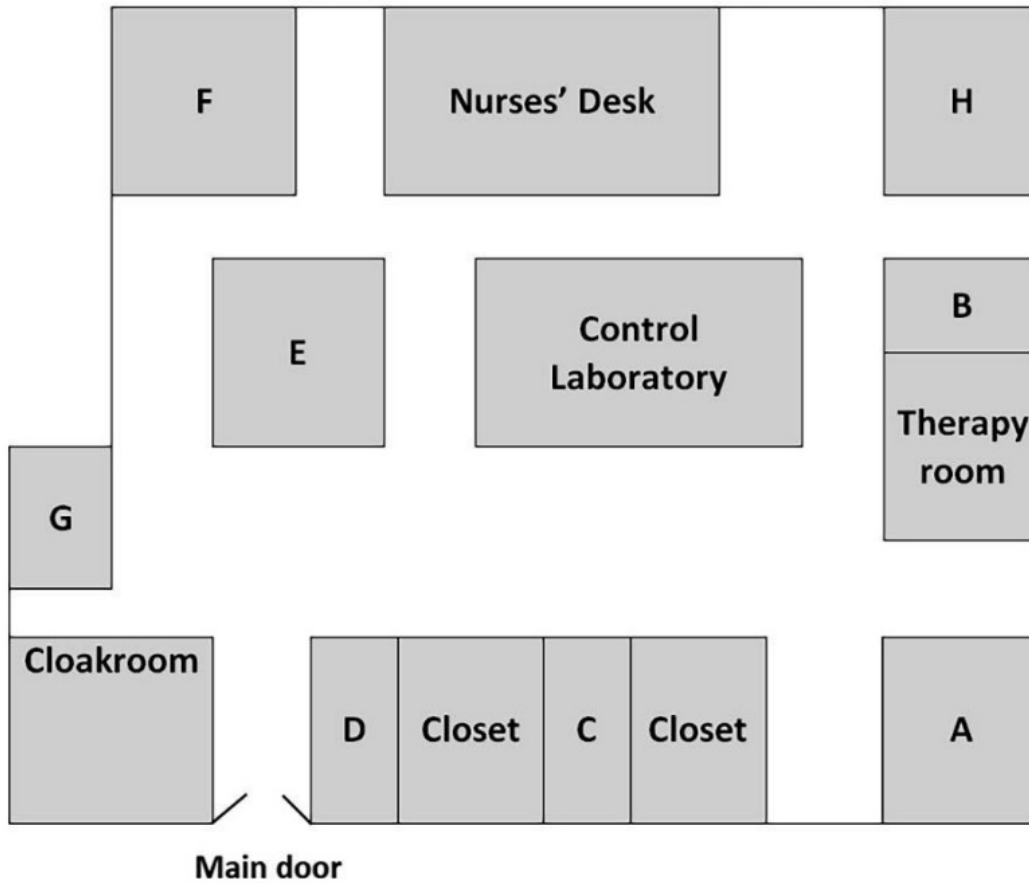 F
Nurses’ Desk
H
E
Control
Laboratory
B
Therapy
room
G
Cloakroom
D
Closet
C
Closet
A
Main door